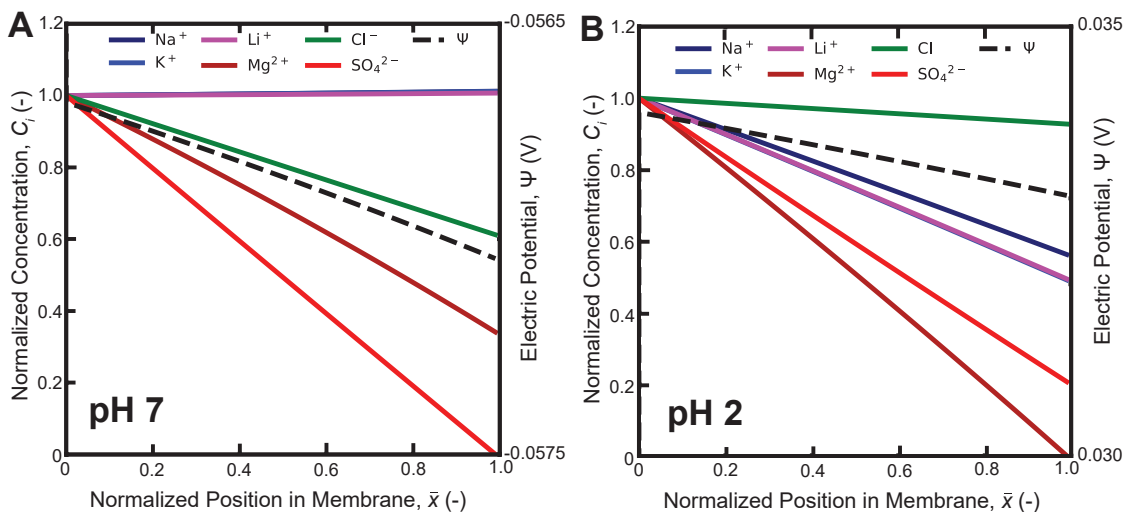 A
Na⁺ Li⁺ Cl⁻ Ψ
K⁺ Mg²⁺ SO₄²⁻
1.2
1.0
0.8
0.6
0.4
0.2
0
Normalized Concentration, Cᵢ (-)
-0.0565
-0.0575
Electric Potential, Ψ (V)
pH 7
0 0.2 0.4 0.6 0.8 1.0
Normalized Position in Membrane, x̄ (-)
B
Na⁺ Li⁺ Cl Ψ
K⁺ Mg²⁺ SO₄²⁻
1.2
1.0
0.8
0.6
0.4
0.2
0
Normalized Concentration, Cᵢ (-)
0.035
0.030
Electric Potential, Ψ (V)
pH 2
0 0.2 0.4 0.6 0.8 1.0
Normalized Position in Membrane, x̄ (-)